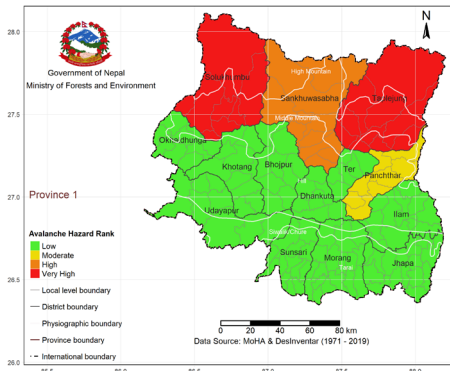 28.0
N
Government of Nepal
Ministry of Forests and Environment
Solukhumbu
High Mountain
Sankhuwasabha
Taplejung
27.5
Middle Mountain
Okhaldhunga
Khotang
Bhojpur
Ter
Panchthar
Hill
Dhankuta
27.0
Province 1
Udayapur
Ilam
Avalanche Hazard Rank
Low
Moderate
High
Very High
Siwalik/Chure
Sunsari
Morang
Jhapa
Terai
26.5
Local level boundary
District boundary
Physiographic boundary
Province boundary
International boundary
0 20 40 60 80 km
Data Source: MoHA & DesInventar (1971 - 2019)
26.0